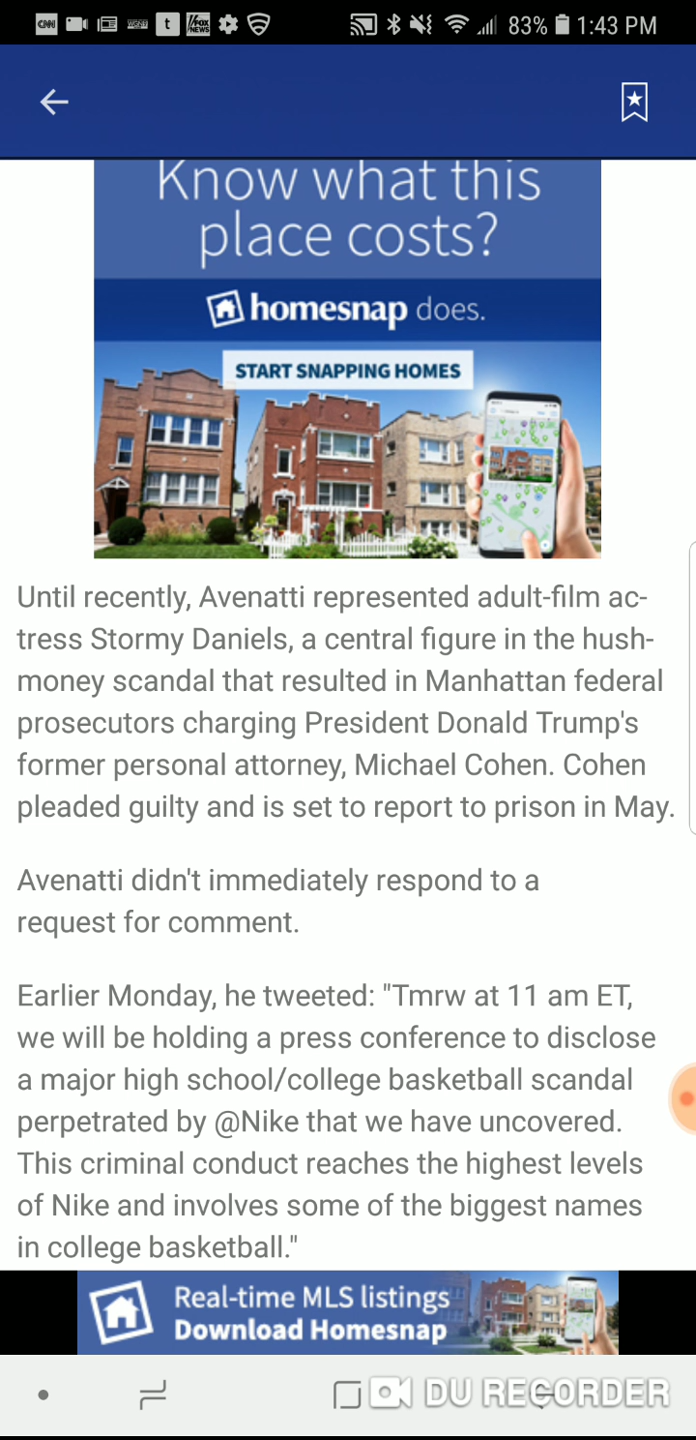 CNN t FOX NEWS 83% 1:43 PM
Know what this
place costs?
homesnap does.
START SNAPPING HOMES
Until recently, Avenatti represented adult-film ac-
tress Stormy Daniels, a central figure in the hush-
money scandal that resulted in Manhattan federal
prosecutors charging President Donald Trump's
former personal attorney, Michael Cohen. Cohen
pleaded guilty and is set to report to prison in May.
Avenatti didn't immediately respond to a
request for comment.
Earlier Monday, he tweeted: "Tmrw at 11 am ET,
we will be holding a press conference to disclose
a major high school/college basketball scandal
perpetrated by @Nike that we have uncovered.
This criminal conduct reaches the highest levels
of Nike and involves some of the biggest names
in college basketball."
Real-time MLS listings
Download Homesnap
DU RECORDER